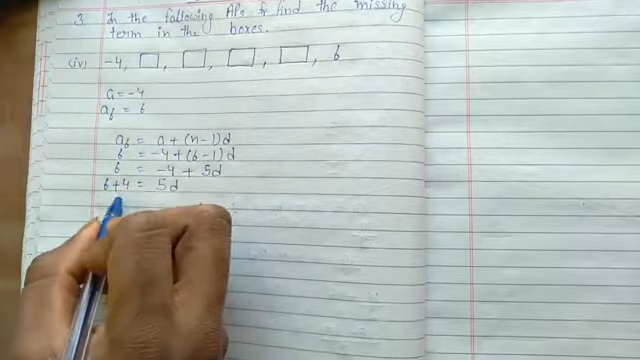 3. In the following APs & find the missing
term in the boxes.
(iv) -4, □, □, □, □, 6
a = -4
a6 = 6
a6 = a + (n-1)d
6 = -4 + (6-1)d
6 = -4 + 5d
6+4 = 5d